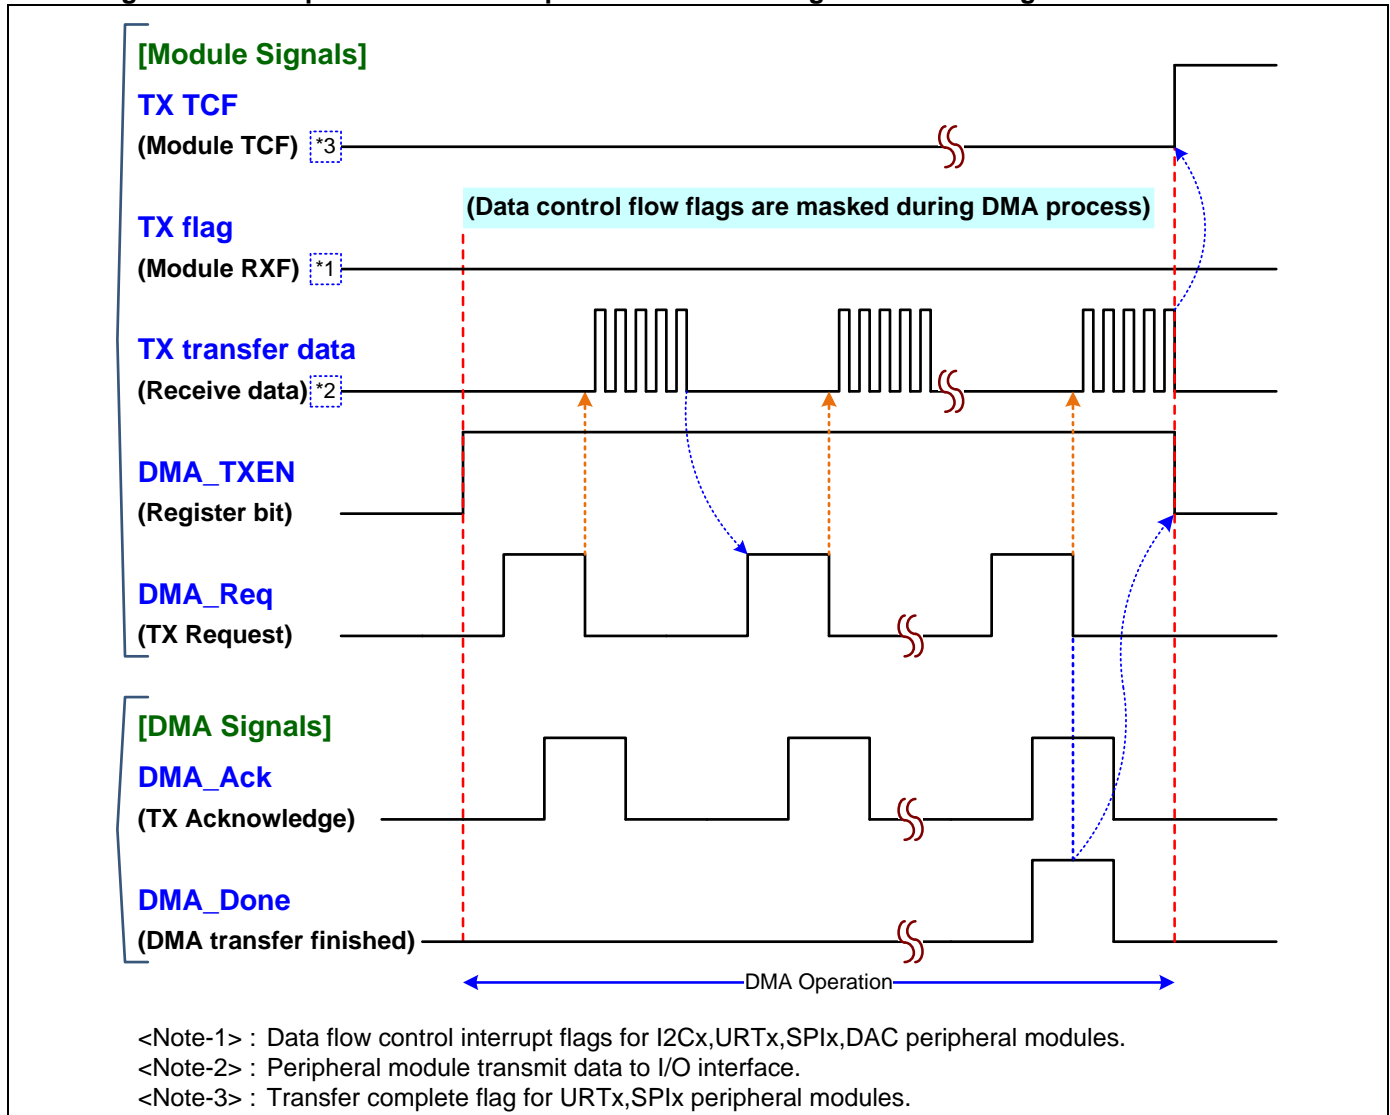 [Module Signals]
TX TCF
(Module TCF) *3
(Data control flow flags are masked during DMA process)
TX flag
(Module RXF) *1
TX transfer data
(Receive data) *2
DMA_TXEN
(Register bit)
DMA_Req
(TX Request)
[DMA Signals]
DMA_Ack
(TX Acknowledge)
DMA_Done
(DMA transfer finished)
DMA Operation
<Note-1> : Data flow control interrupt flags for I2Cx,URTx,SPIx,DAC peripheral modules.
<Note-2> : Peripheral module transmit data to I/O interface.
<Note-3> : Transfer complete flag for URTx,SPIx peripheral modules.